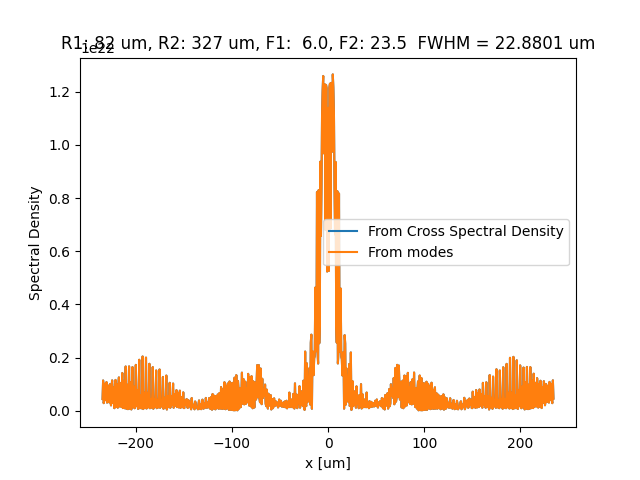 R1: 82 um, R2: 327 um, F1:  6.0, F2: 23.5  FWHM = 22.8801 um
1e22
1.2
1.0
0.8
0.6
0.4
0.2
0.0
Spectral Density
From Cross Spectral Density
From modes
−200
−100
0
100
200
x [um]